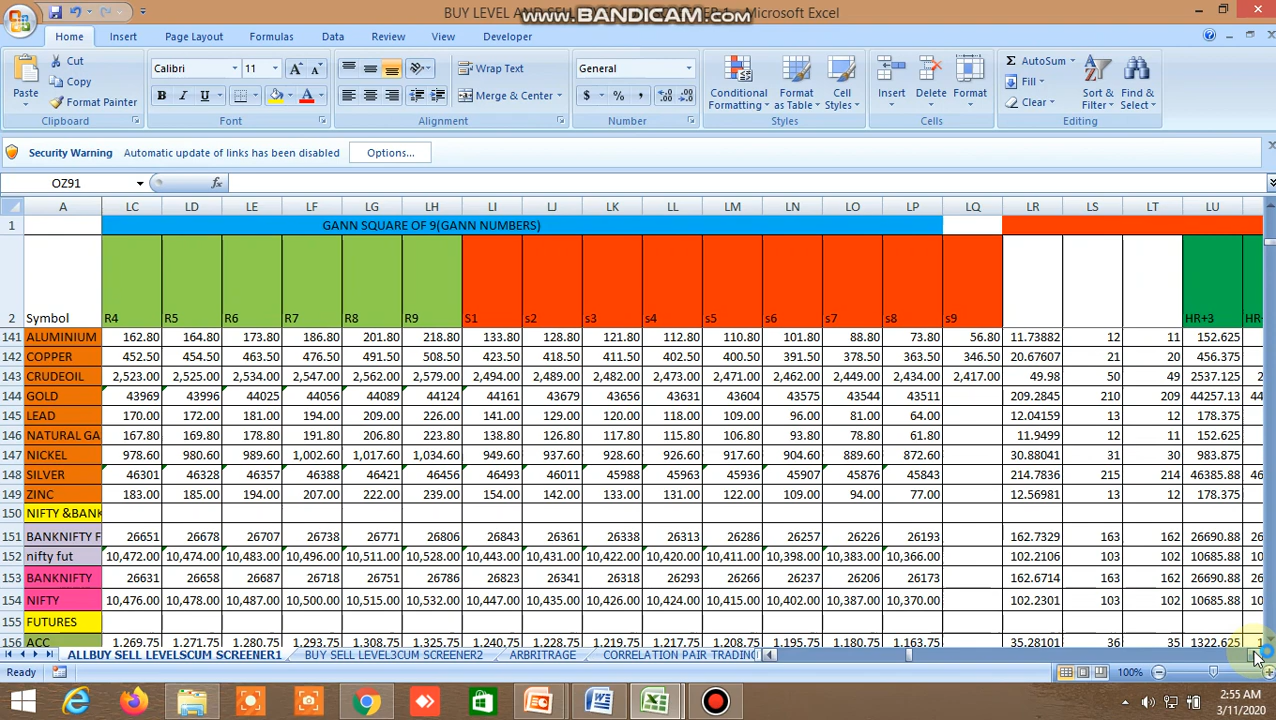 BUY LEVEL AND SELL - Microsoft Excel
www.BANDICAM.com
Home Insert Page Layout Formulas Data Review View Developer
Paste Cut Copy Format Painter Clipboard
Calibri 11 B I U Font
Wrap Text Merge & Center Alignment
General $ % , Number
Conditional Formatting Format as Table Cell Styles Styles
Insert Delete Format Cells
AutoSum Fill Clear Sort & Filter Find & Select Editing
Security Warning Automatic update of links has been disabled Options...
OZ91 fx
A LC LD LE LF LG LH LI LJ LK LL LM LN LO LP LQ LR LS LT LU
1 GANN SQUARE OF 9(GANN NUMBERS)
2 Symbol R4 R5 R6 R7 R8 R9 S1 s2 s3 s4 s5 s6 s7 s8 s9 HR+3
141 ALUMINIUM 162.80 164.80 173.80 186.80 201.80 218.80 133.80 128.80 121.80 112.80 110.80 101.80 88.80 73.80 56.80 11.73882 12 11 152.625
142 COPPER 452.50 454.50 463.50 476.50 491.50 508.50 423.50 418.50 411.50 402.50 400.50 391.50 378.50 363.50 346.50 20.67607 21 20 456.375
143 CRUDEOIL 2,523.00 2,525.00 2,534.00 2,547.00 2,562.00 2,579.00 2,494.00 2,489.00 2,482.00 2,473.00 2,471.00 2,462.00 2,449.00 2,434.00 2,417.00 49.98 50 49 2537.125
144 GOLD 43969 43996 44025 44056 44089 44124 44161 43679 43656 43631 43604 43575 43544 43511 209.2845 210 209 44257.13
145 LEAD 170.00 172.00 181.00 194.00 209.00 226.00 141.00 129.00 120.00 118.00 109.00 96.00 81.00 64.00 12.04159 13 12 178.375
146 NATURAL GA 167.80 169.80 178.80 191.80 206.80 223.80 138.80 126.80 117.80 115.80 106.80 93.80 78.80 61.80 11.9499 12 11 152.625
147 NICKEL 978.60 980.60 989.60 1,002.60 1,017.60 1,034.60 949.60 937.60 928.60 926.60 917.60 904.60 889.60 872.60 30.88041 31 30 983.875
148 SILVER 46301 46328 46357 46388 46421 46456 46493 46011 45988 45963 45936 45907 45876 45843 214.7836 215 214 46385.88
149 ZINC 183.00 185.00 194.00 207.00 222.00 239.00 154.00 142.00 133.00 131.00 122.00 109.00 94.00 77.00 12.56981 13 12 178.375
150 NIFTY &BANK
151 BANKNIFTY F 26651 26678 26707 26738 26771 26806 26843 26361 26338 26313 26286 26257 26226 26193 162.7329 163 162 26690.88
152 nifty fut 10,472.00 10,474.00 10,483.00 10,496.00 10,511.00 10,528.00 10,443.00 10,431.00 10,422.00 10,420.00 10,411.00 10,398.00 10,383.00 10,366.00 102.2106 103 102 10685.88
153 BANKNIFTY 26631 26658 26687 26718 26751 26786 26823 26341 26318 26293 26266 26237 26206 26173 162.6714 163 162 26690.88
154 NIFTY 10,476.00 10,478.00 10,487.00 10,500.00 10,515.00 10,532.00 10,447.00 10,435.00 10,426.00 10,424.00 10,415.00 10,402.00 10,387.00 10,370.00 102.2301 103 102 10685.88
155 FUTURES
156 ACC 1,269.75 1,271.75 1,280.75 1,293.75 1,308.75 1,325.75 1,240.75 1,228.75 1,219.75 1,217.75 1,208.75 1,195.75 1,180.75 1,163.75 35.28101 36 35 1322.625
ALLBUY SELL LEVELSCUM SCREENER1 BUY SELL LEVEL3CUM SCREENER2 ARBITRAGE CORRELATION PAIR TRADING
Ready 100%
2:55 AM
3/11/2020